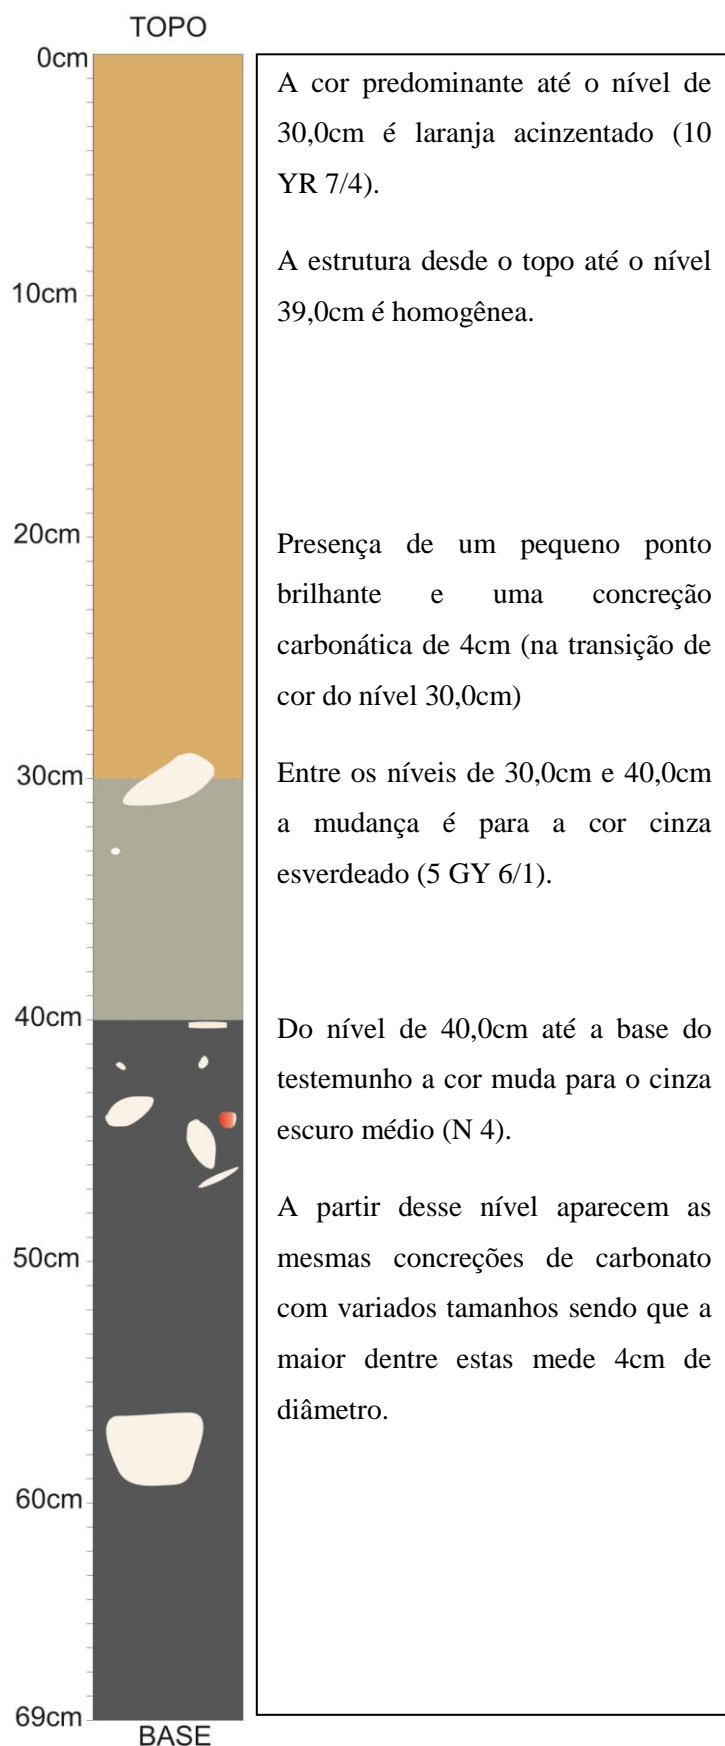 TOPO
0cm
A cor predominante até o nível de
30,0cm é laranja acinzentado (10
YR 7/4).
A estrutura desde o topo até o nível
39,0cm é homogênea.
10cm
20cm
Presença de um pequeno ponto
brilhante e uma concreção
carbonática de 4cm (na transição de
cor do nível 30,0cm)
30cm
Entre os níveis de 30,0cm e 40,0cm
a mudança é para a cor cinza
esverdeado (5 GY 6/1).
40cm
Do nível de 40,0cm até a base do
testemunho a cor muda para o cinza
escuro médio (N 4).
A partir desse nível aparecem as
mesmas concreções de carbonato
com variados tamanhos sendo que a
maior dentre estas mede 4cm de
diâmetro.
50cm
60cm
69cm
BASE